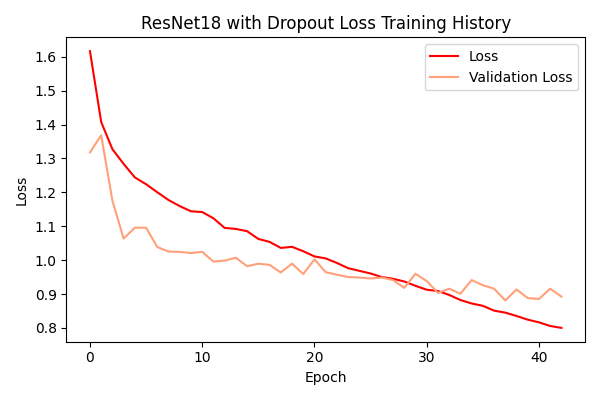 ResNet18 with Dropout Loss Training History
Loss
Validation Loss
1.6
1.5
1.4
1.3
1.2
1.1
1.0
0.9
0.8
Loss
0
10
20
30
40
Epoch